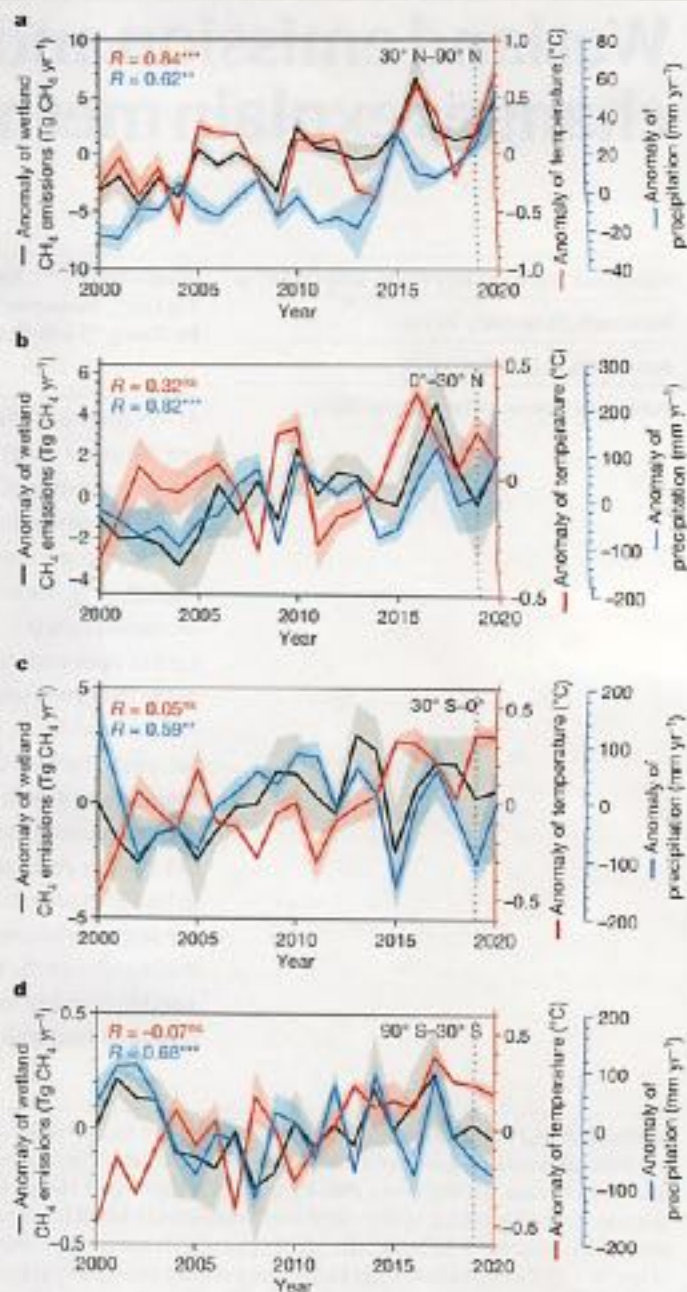 a
R = 0.84***
R = 0.62**
30° N–90° N
10
5
0
−5
−10
1.0
0.5
0
−0.5
−1.0
80
60
40
20
0
−20
−40
2000 2005 2010 2015 2020
Year
Anomaly of wetland
CH4 emissions (Tg CH4 yr−1)
Anomaly of temperature (°C)
Anomaly of
precipitation (mm yr−1)
b
R = 0.32ns
R = 0.82***
0°–30° N
6
4
2
0
−2
−4
0.5
0
−0.5
300
200
100
0
−100
−200
2000 2005 2010 2015 2020
Year
Anomaly of wetland
CH4 emissions (Tg CH4 yr−1)
Anomaly of temperature (°C)
Anomaly of
precipitation (mm yr−1)
c
R = 0.05ns
R = 0.59**
30° S–0°
5
0
−5
0.5
0
−0.5
200
100
0
−100
−200
2000 2005 2010 2015 2020
Year
Anomaly of wetland
CH4 emissions (Tg CH4 yr−1)
Anomaly of temperature (°C)
Anomaly of
precipitation (mm yr−1)
d
R = −0.07ns
R = 0.68***
90° S–30° S
0.5
0
−0.5
0.5
0
−0.5
200
100
0
−100
−200
2000 2005 2010 2015 2020
Year
Anomaly of wetland
CH4 emissions (Tg CH4 yr−1)
Anomaly of temperature (°C)
Anomaly of
precipitation (mm yr−1)